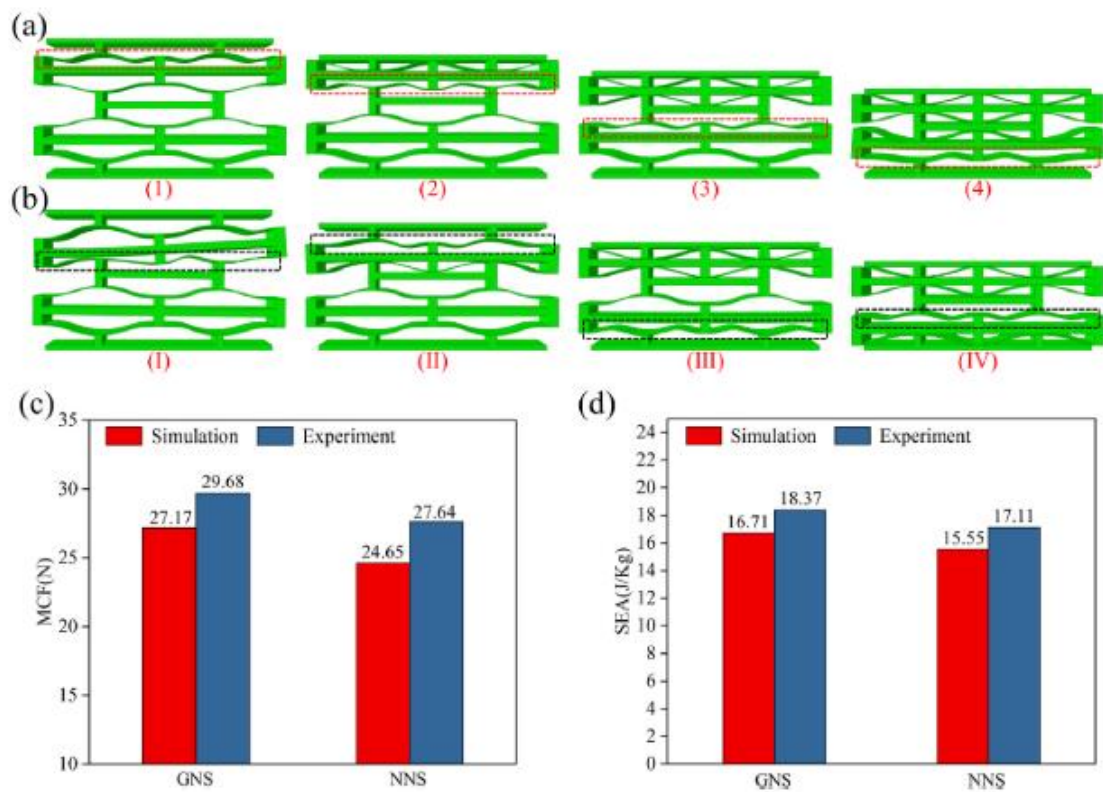 (a)
(1) (2) (3) (4)
(b)
(I) (II) (III) (IV)
(c)
35
30
25
20
15
10
MCF(N)
Simulation Experiment
27.17
29.68
24.65
27.64
GNS NNS
(d)
24
22
20
18
16
14
12
10
8
6
4
2
0
SEA(J/Kg)
Simulation Experiment
16.71
18.37
15.55
17.11
GNS NNS